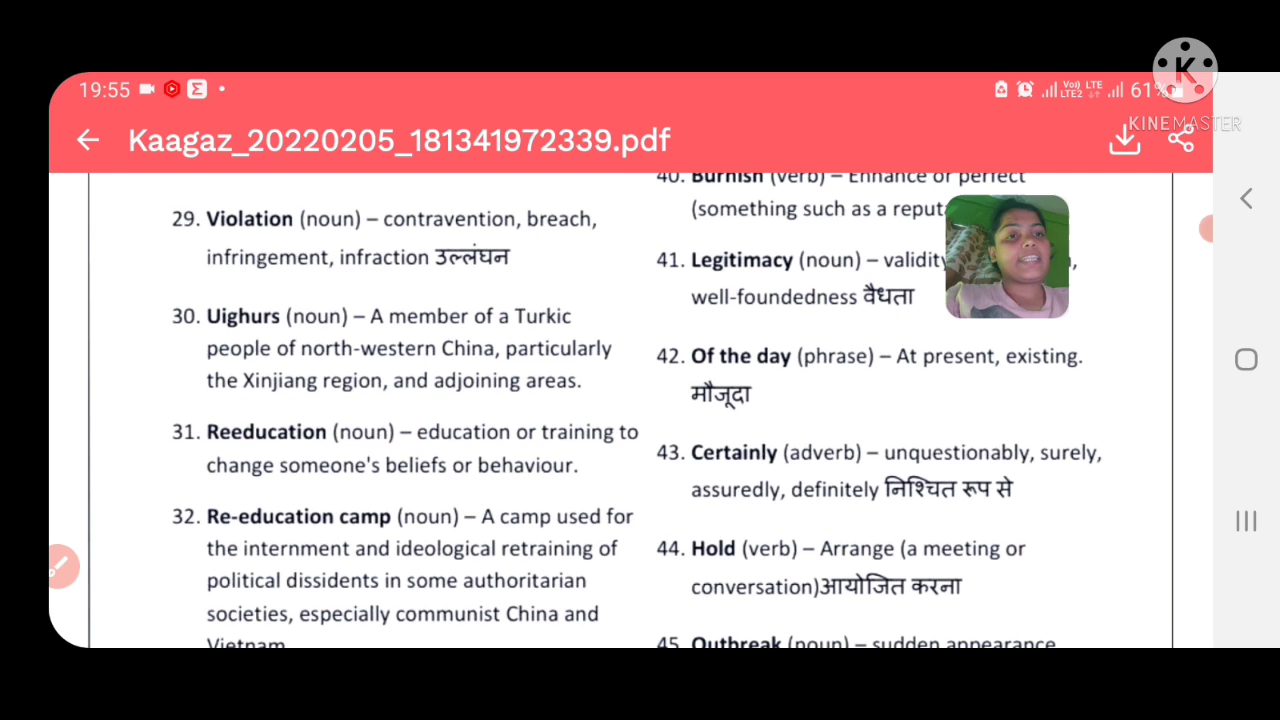 19:55
Vo)) LTE
LTE2
61%
KINEMASTER
Kaagaz_20220205_181341972339.pdf
29. Violation (noun) – contravention, breach,
infringement, infraction उल्लंघन
30. Uighurs (noun) – A member of a Turkic
people of north-western China, particularly
the Xinjiang region, and adjoining areas.
31. Reeducation (noun) – education or training to
change someone's beliefs or behaviour.
32. Re-education camp (noun) – A camp used for
the internment and ideological retraining of
political dissidents in some authoritarian
societies, especially communist China and
Vietnam
40. Burnish (verb) – Enhance or perfect
(something such as a
41. Legitimacy (noun) – validity
well-foundedness वैधता
42. Of the day (phrase) – At present, existing.
मौजूदा
43. Certainly (adverb) – unquestionably, surely,
assuredly, definitely निश्चित रूप से
44. Hold (verb) – Arrange (a meeting or
conversation)आयोजित करना
45. Outbreak (noun) – sudden appearance